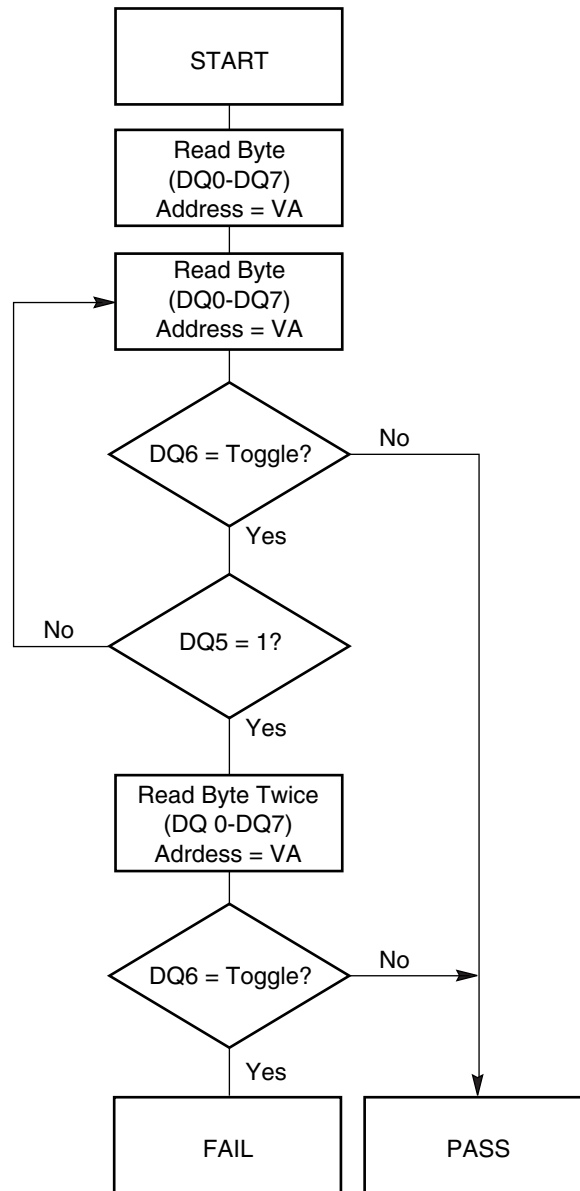 START
Read Byte
(DQ0-DQ7)
Address = VA
Read Byte
(DQ0-DQ7)
Address = VA
DQ6 = Toggle?
No
Yes
No
DQ5 = 1?
Yes
Read Byte Twice
(DQ 0-DQ7)
Adrdess = VA
DQ6 = Toggle?
No
Yes
FAIL
PASS